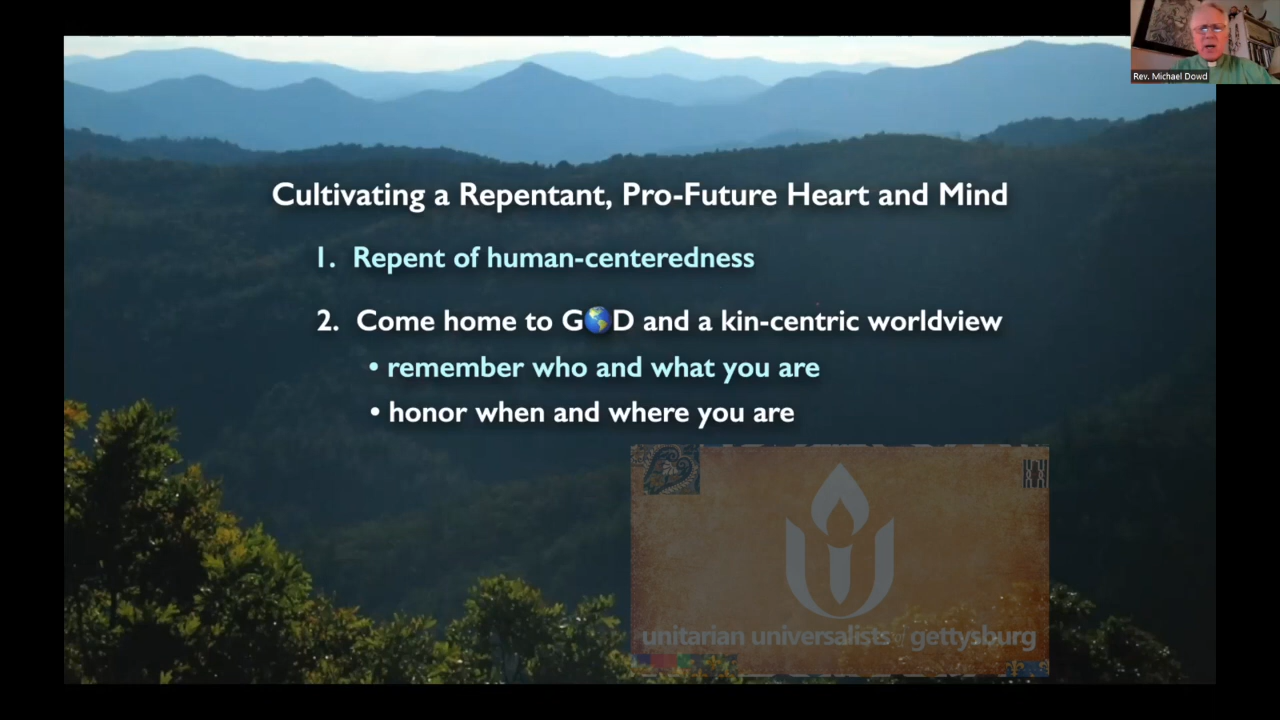 Rev. Michael Dowd
Cultivating a Repentant, Pro-Future Heart and Mind
1. Repent of human-centeredness
2. Come home to G🌎D and a kin-centric worldview
• remember who and what you are
• honor when and where you are
unitarian universalists of gettysburg